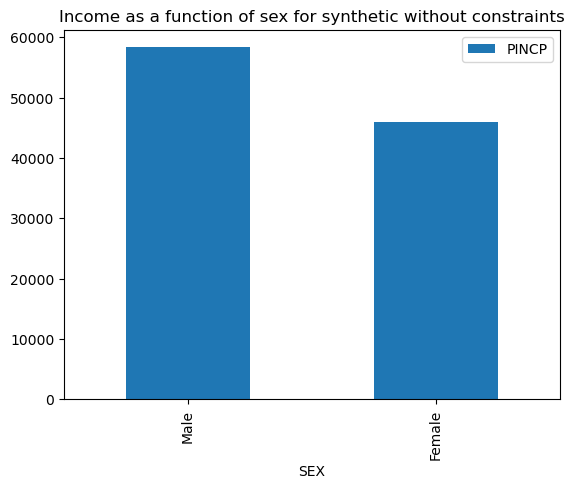 Income as a function of sex for synthetic without constraints
60000
50000
40000
30000
20000
10000
0
PINCP
Male
Female
SEX